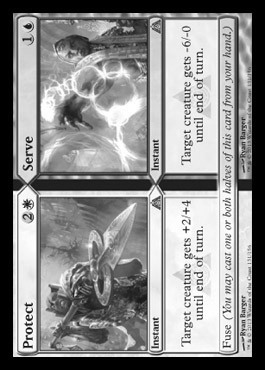 Protect 2
Instant
Target creature gets +2/+4
until end of turn.
Ryan Barger
Serve 1
Instant
Target creature gets -6/-0
until end of turn.
Ryan Barger
Fuse (You may cast one or both halves of this card from your hand.)